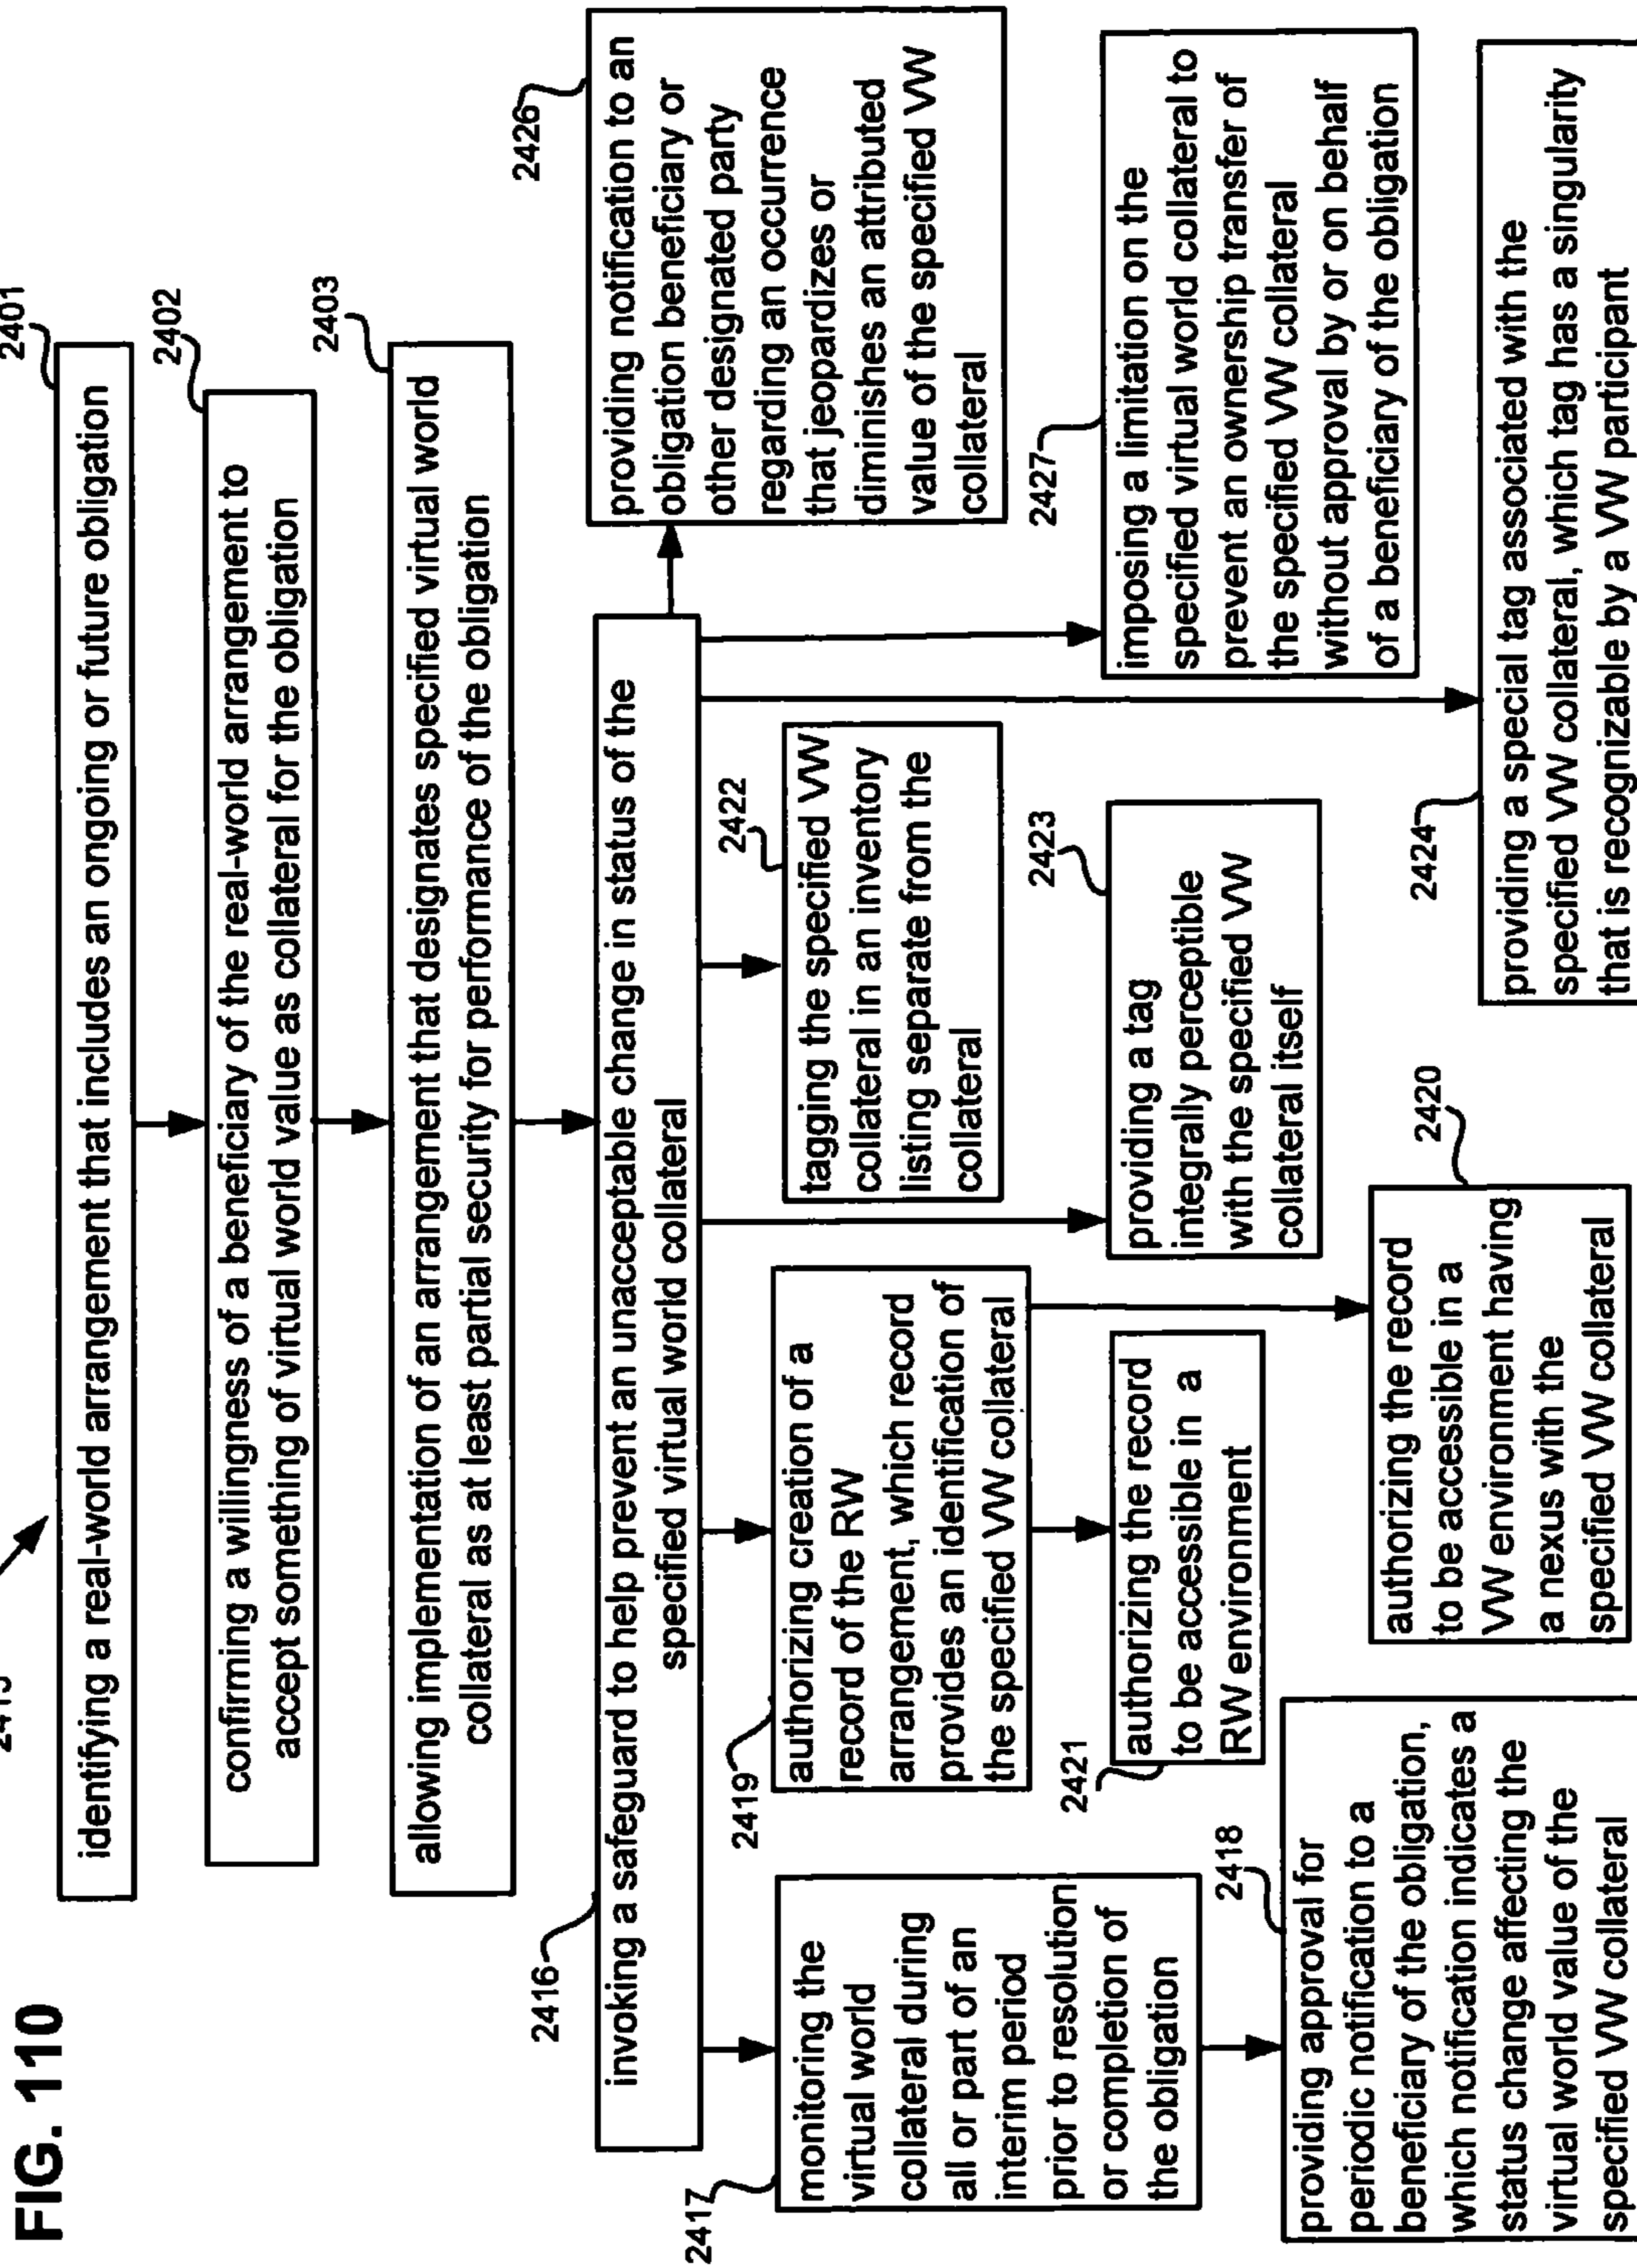 FIG. 110
2401
identifying a real-world arrangement that includes an ongoing or future obligation
2402
confirming a willingness of a beneficiary of the real-world arrangement to
accept something of virtual world value as collateral for the obligation
2403
allowing implementation of an arrangement that designates specified virtual world
collateral as at least partial security for performance of the obligation
2416
invoking a safeguard to help prevent an unacceptable change in status of the
specified virtual world collateral
2417
monitoring the
virtual world
collateral during
all or part of an
interim period
prior to resolution
or completion of
the obligation
2418
providing approval for
periodic notification to a
beneficiary of the obligation,
which notification indicates a
status change affecting the
virtual world value of the
specified VW collateral
2419
authorizing creation of a
record of the RW
arrangement, which record
provides an identification of
the specified VW collateral
2421
authorizing the record
to be accessible in a
RW environment
2420
authorizing the record
to be accessible in a
VW environment having
a nexus with the
specified VW collateral
2422
tagging the specified VW
collateral in an inventory
listing separate from the
collateral
2423
providing a tag
integrally perceptible
with the specified VW
collateral itself
2424
providing a special tag associated with the
specified VW collateral, which tag has a singularity
that is recognizable by a VW participant
2426
providing notification to an
obligation beneficiary or
other designated party
regarding an occurrence
that jeopardizes or
diminishes an attributed
value of the specified VW
collateral
2427
imposing a limitation on the
specified virtual world collateral to
prevent an ownership transfer of
the specified VW collateral
without approval by or on behalf
of a beneficiary of the obligation